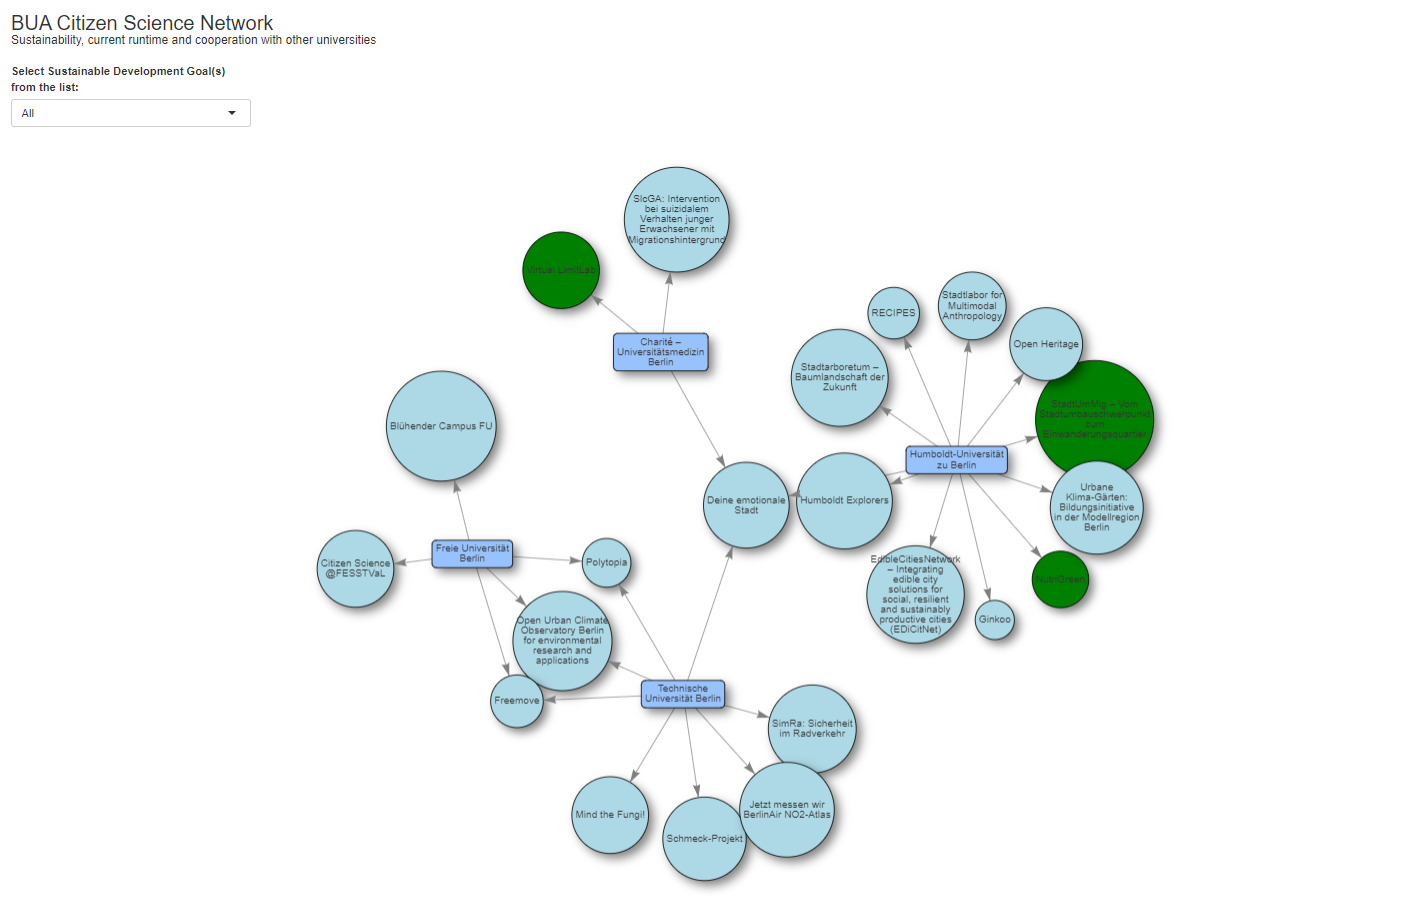 BUA Citizen Science Network
Sustainability, current runtime and cooperation with other universities
Select Sustainable Development Goal(s)
from the list:
All
SIcGA: Intervention
bei suizidalem
Verhalten junger
Erwachsener mit
Migrationshintergrund
Virtual LimiLab
Charité –
Universitätsmedizin
Berlin
RECIPES
Stadtlabor for
Multimodal
Anthropology
Open Heritage
Stadtarboretum –
Baumlandschaft der
Zukunft
StadtUmMig – Vom
Stadtumbauschwerpunkt
zum
Einwanderungsquartier
Blühender Campus FU
Humboldt-Universität
zu Berlin
Deine emotionale
Stadt
Humboldt Explorers
Urbane
Klima-Gärten:
Bildungsinitiative
in der Modellregion
Berlin
Freie Universität
Berlin
Citizen Science
@FESSTVaL
Polytopia
EdibleCitiesNetwork
– Integrating
edible city
solutions for
social, resilient
and sustainably
productive cities
(EDiCitNet)
NutriGreen
Ginkoo
Open Urban Climate
Observatory Berlin
for environmental
research and
applications
Freemove
Technische
Universität Berlin
SimRa: Sicherheit
im Radverkehr
Mind the Fungi!
Schmeck-Projekt
Jetzt messen wir
BerlinAir NO2-Atlas